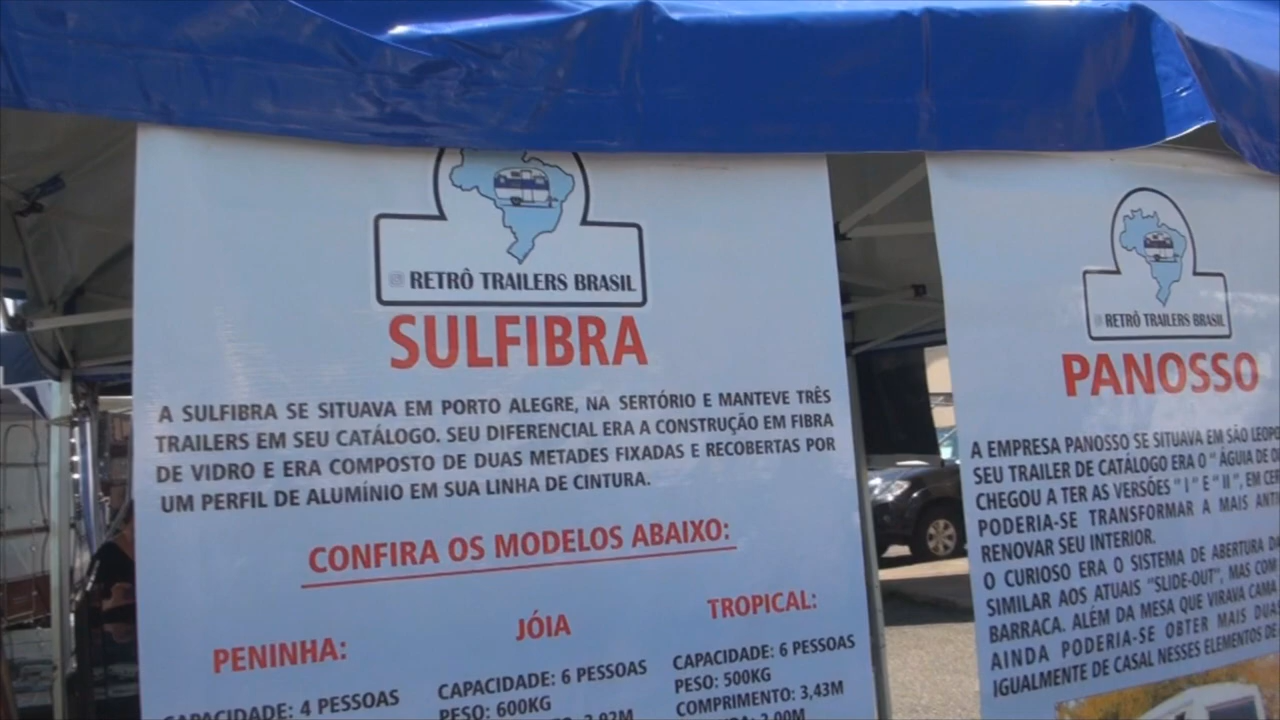 RETRÔ TRAILERS BRASIL
SULFIBRA
A SULFIBRA SE SITUAVA EM PORTO ALEGRE, NA SERTÓRIO E MANTEVE TRÊS
TRAILERS EM SEU CATÁLOGO. SEU DIFERENCIAL ERA A CONSTRUÇÃO EM FIBRA
DE VIDRO E ERA COMPOSTO DE DUAS METADES FIXADAS E RECOBERTAS POR
UM PERFIL DE ALUMÍNIO EM SUA LINHA DE CINTURA.
CONFIRA OS MODELOS ABAIXO:
PENINHA:
CAPACIDADE: 4 PESSOAS
JÓIA
CAPACIDADE: 6 PESSOAS
PESO: 600KG
TROPICAL:
CAPACIDADE: 6 PESSOAS
PESO: 500KG
COMPRIMENTO: 3,43M
2,00M
RETRÔ TRAILERS BRASIL
PANOSSO
A EMPRESA PANOSSO SE SITUAVA EM SÃO
SEU TRAILER DE CATÁLOGO ERA O " ÁGUIA DE
CHEGOU A TER AS VERSÕES " I " E " II ", EM
PODERIA-SE TRANSFORMAR A MAIS
RENOVAR SEU INTERIOR.
O CURIOSO ERA O SISTEMA DE ABERTURA
SIMILAR AOS ATUAIS "SLIDE-OUT", MAS COM
BARRACA. ALÉM DA MESA QUE VIRAVA CAMA
AINDA PODERIA-SE OBTER MAIS DUA
IGUALMENTE DE CASAL NESSES ELEMENTOS DE